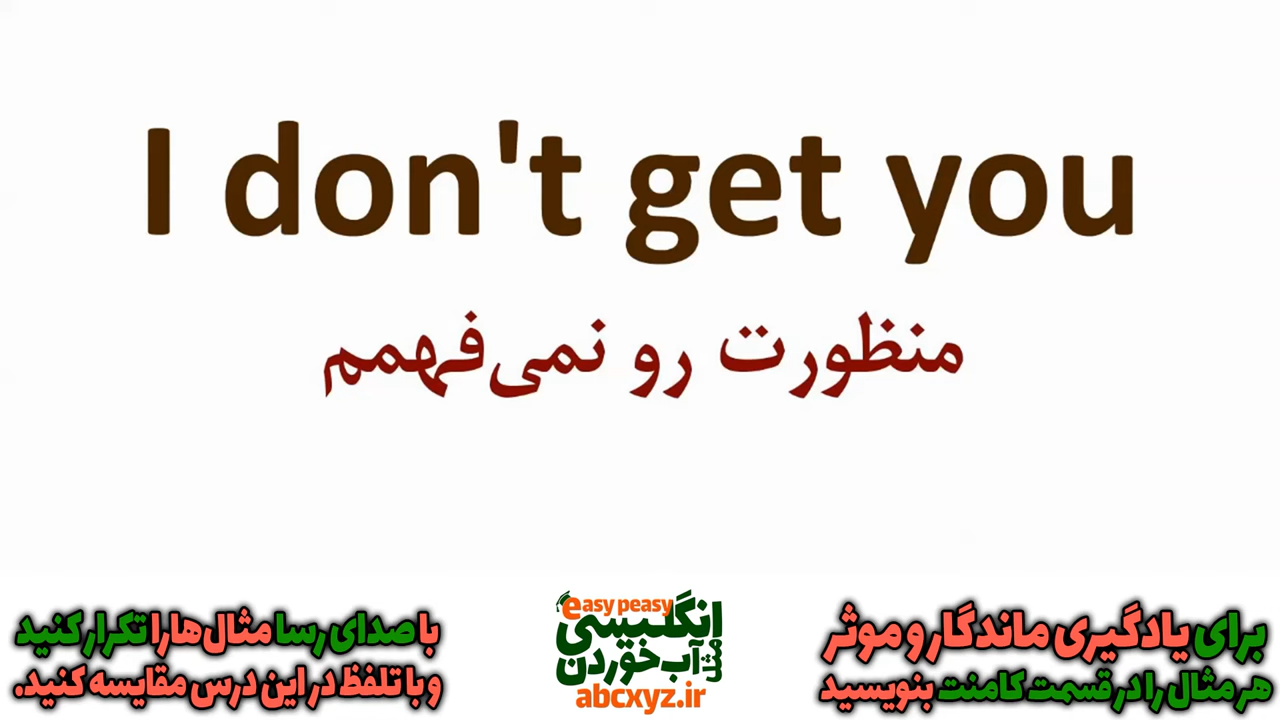 I don't get you
منظورت رو نمی‌فهمم
برای یادگیری ماندگار و موثر
هر مثال را در قسمت کامنت بنویسید
easy peasy
انگلیسی
مثل آب خوردن
abcxyz.ir
با صدای رسا مثال‌ها را تکرار کنید
و با تلفظ در این درس مقایسه کنید.